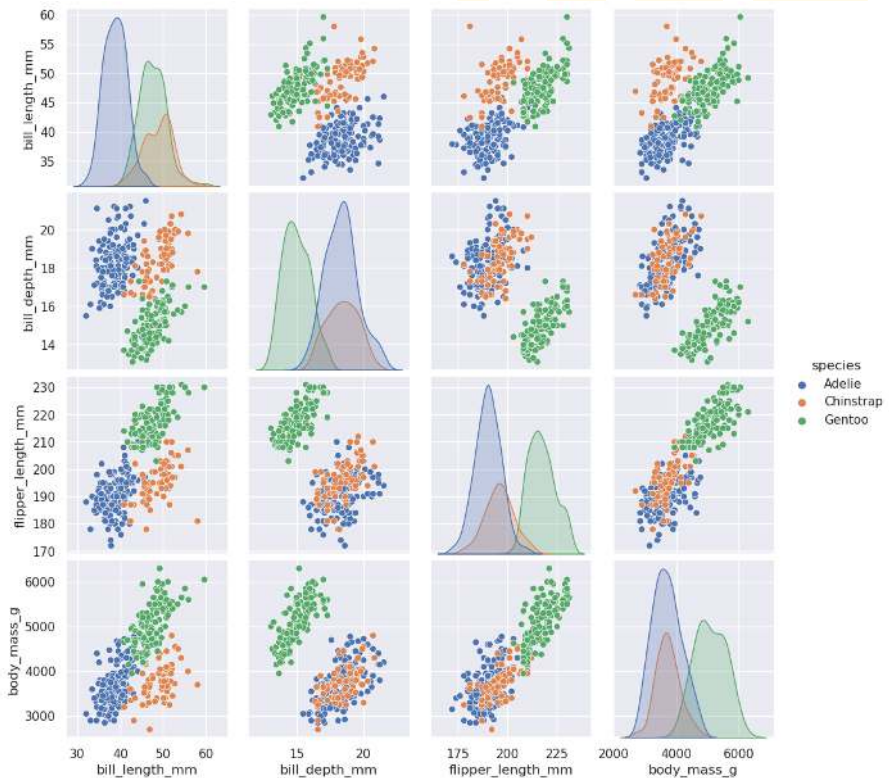 60
55
50
45
40
35
bill_length_mm
20
18
16
14
bill_depth_mm
species
Adelie
Chinstrap
Gentoo
230
220
210
200
190
180
170
flipper_length_mm
6000
5000
4000
3000
body_mass_g
30 40 50 60 15 20 175 200 225 2000 4000 6000
bill_length_mm bill_depth_mm flipper_length_mm body_mass_g